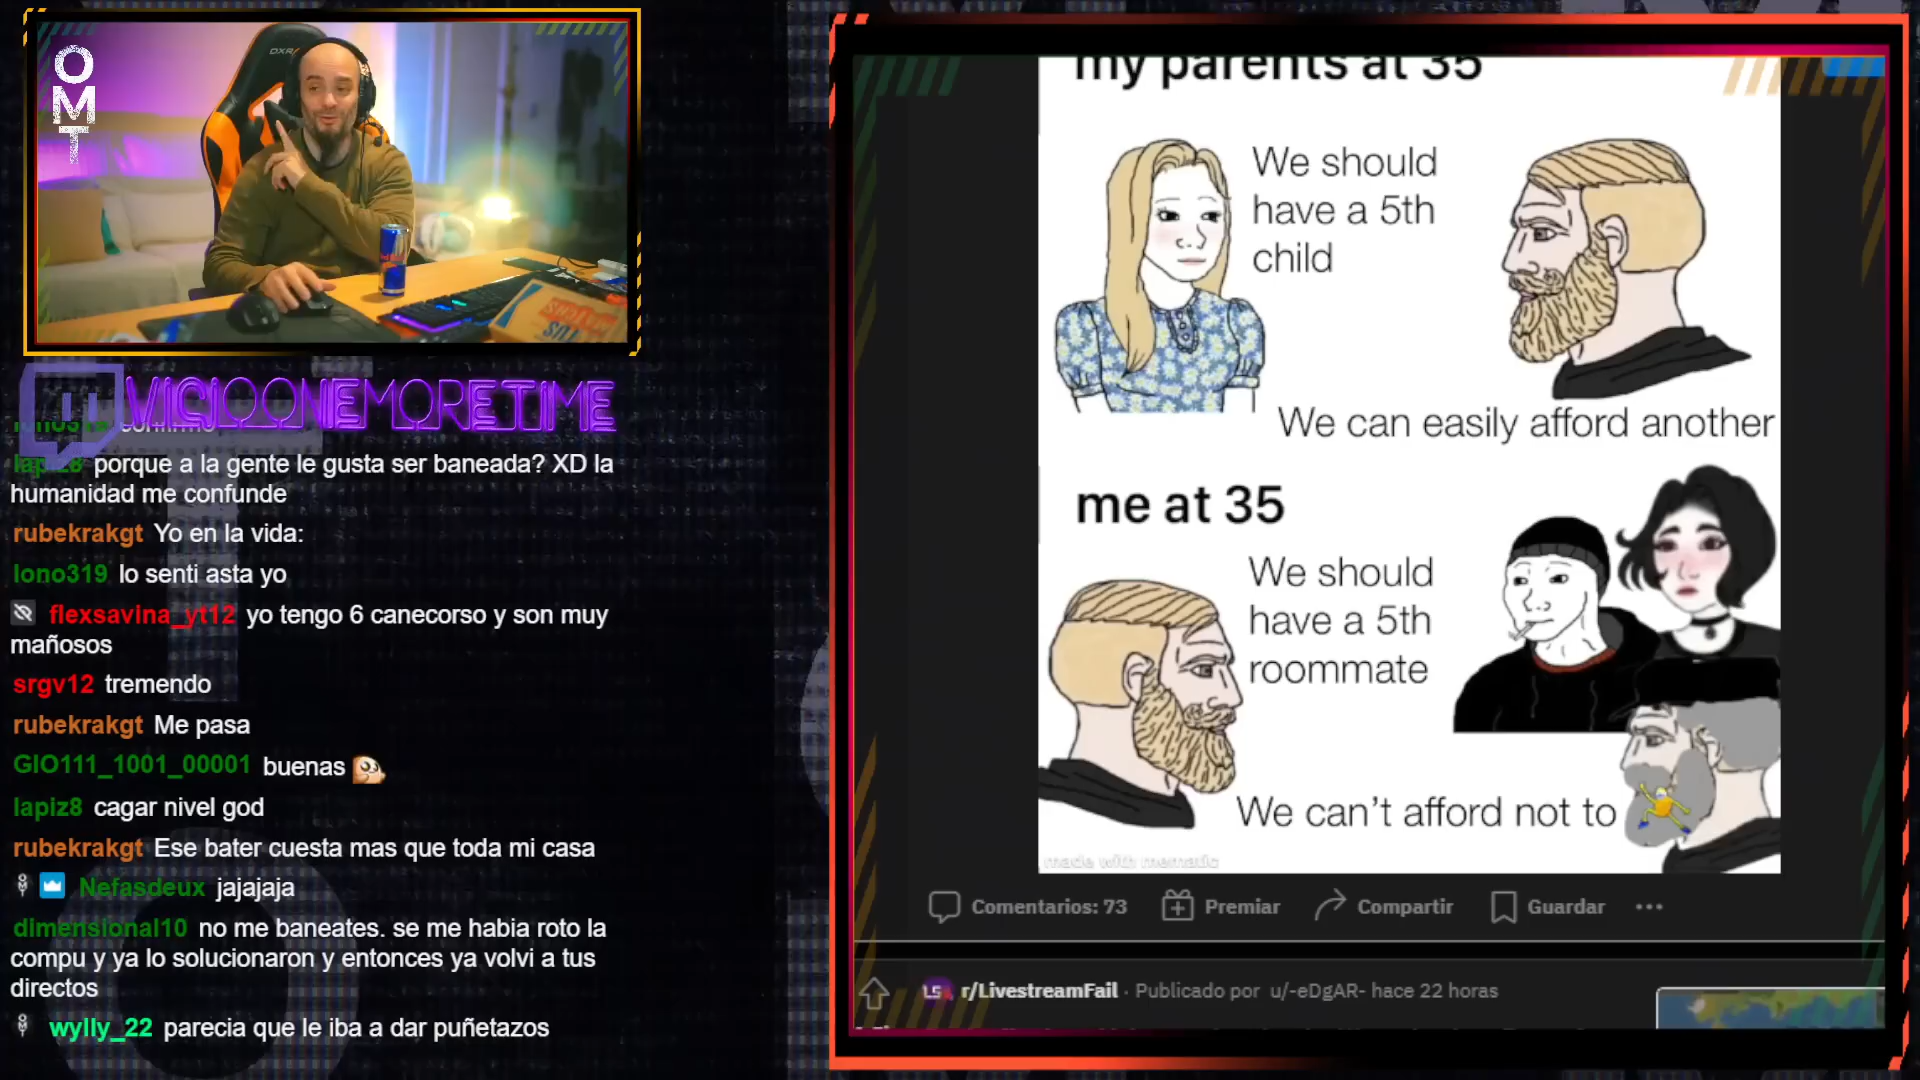 OMT
DXR
VICIOONEMORETIME
lapiz8 porque a la gente le gusta ser baneada? XD la
humanidad me confunde
rubekrakgt Yo en la vida:
lono319 lo senti asta yo
flexsavina_yt12 yo tengo 6 canecorso y son muy
mañosos
srgv12 tremendo
rubekrakgt Me pasa
GIO111_1001_00001 buenas
lapiz8 cagar nivel god
rubekrakgt Ese bater cuesta mas que toda mi casa
Nefasdeux jajajaja
dimensional10 no me baneates. se me habia roto la
compu y ya lo solucionaron y entonces ya volvi a tus
directos
wylly_22 parecia que le iba a dar puñetazos
my parents at 35
We should
have a 5th
child
We can easily afford another
me at 35
We should
have a 5th
roommate
We can't afford not to
made with mematic
Comentarios: 73 Premiar Compartir Guardar
r/LivestreamFail · Publicado por u/-eDgAR- hace 22 horas